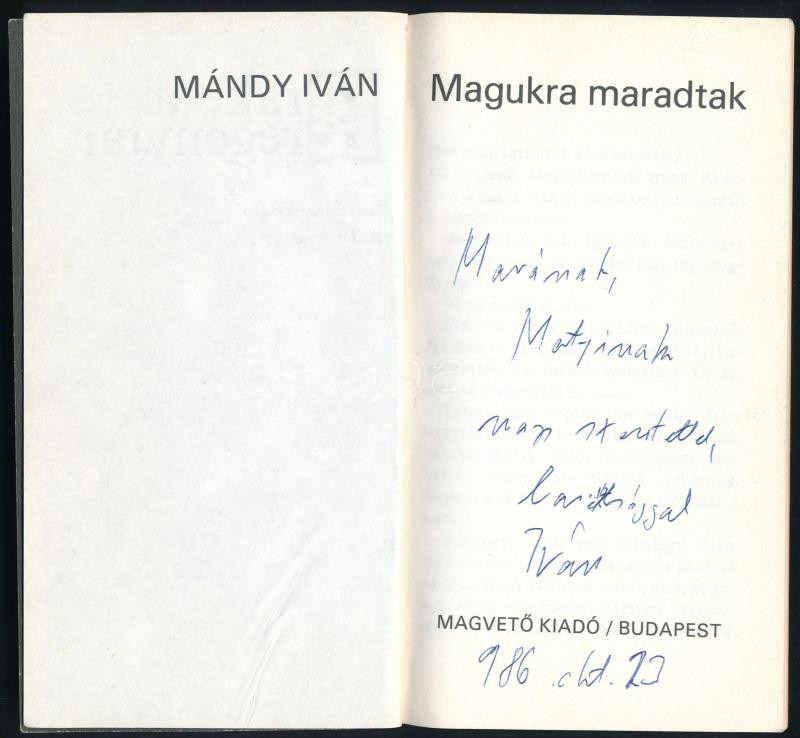 MÁNDY IVÁN
Magukra maradtak
Marának,
Matyinak
nagy szeretettel,
barátsággal
Iván
MAGVETŐ KIADÓ / BUDAPEST
986 okt. 23